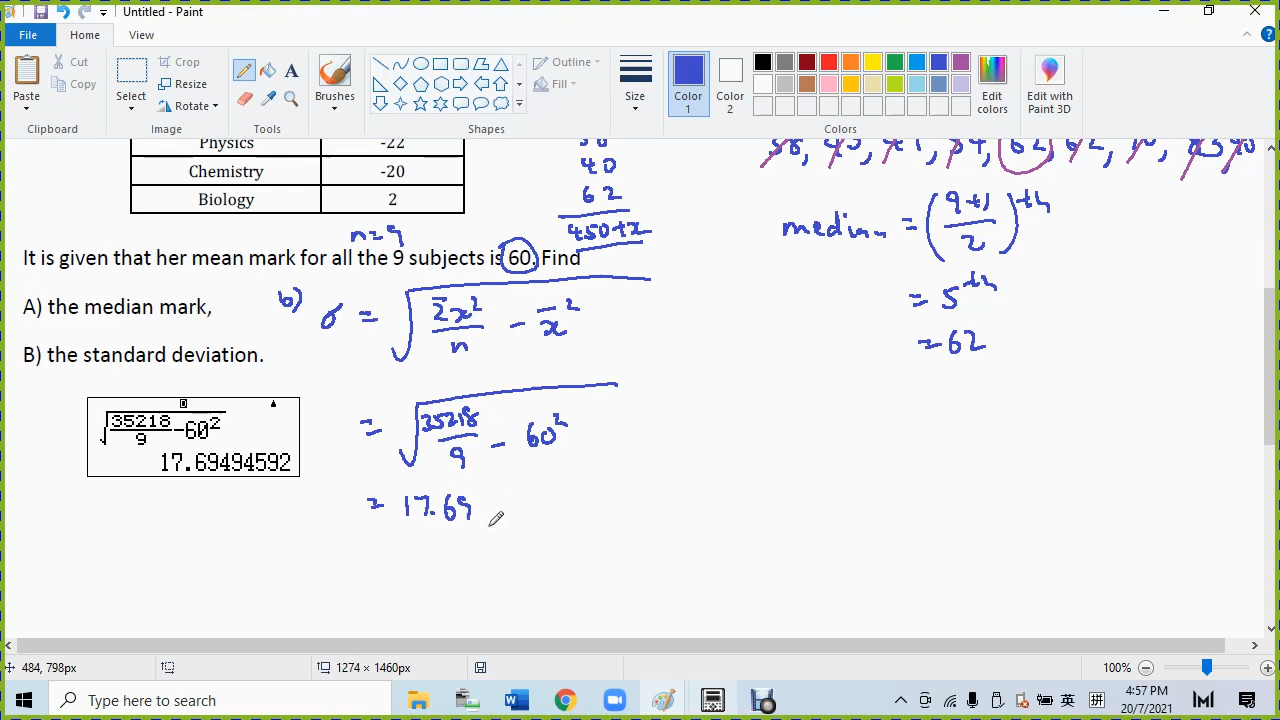 Untitled - Paint
File Home View
Paste Cut Copy Clipboard
Select Crop Resize Rotate Image
Tools
Brushes
Outline Fill Shapes
Size
Color 1 Color 2 Edit colors Colors
Edit with Paint 3D
Physics -22
Chemistry -20
Biology 2
40
62
450+x
n=9
It is given that her mean mark for all the 9 subjects is 60. Find
A) the median mark,
B) the standard deviation.
b) σ = √(Σx²/n - x̄²)
= √(35218/9 - 60²)
= 17.69
√(35218/9-60²)
17.69494592
62, 62,
median = ((9+1)/2)th
= 5th
= 62
484, 798px 1274 × 1460px 100%
Type here to search
英 拼 4:57 PM
20/7/2021